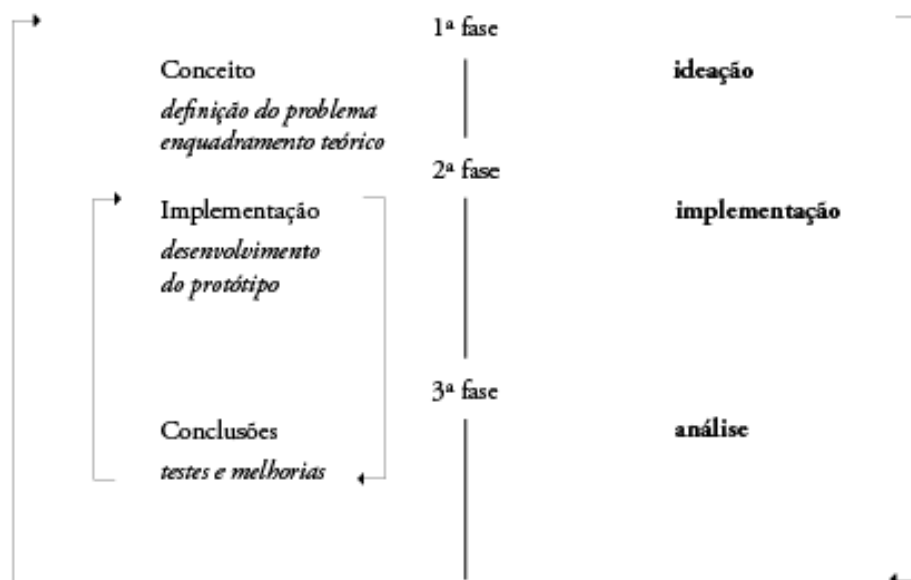 1ª fase
Conceito
ideação
definição do problema
enquadramento teórico
2ª fase
Implementação
implementação
desenvolvimento
do protótipo
3ª fase
Conclusões
análise
testes e melhorias